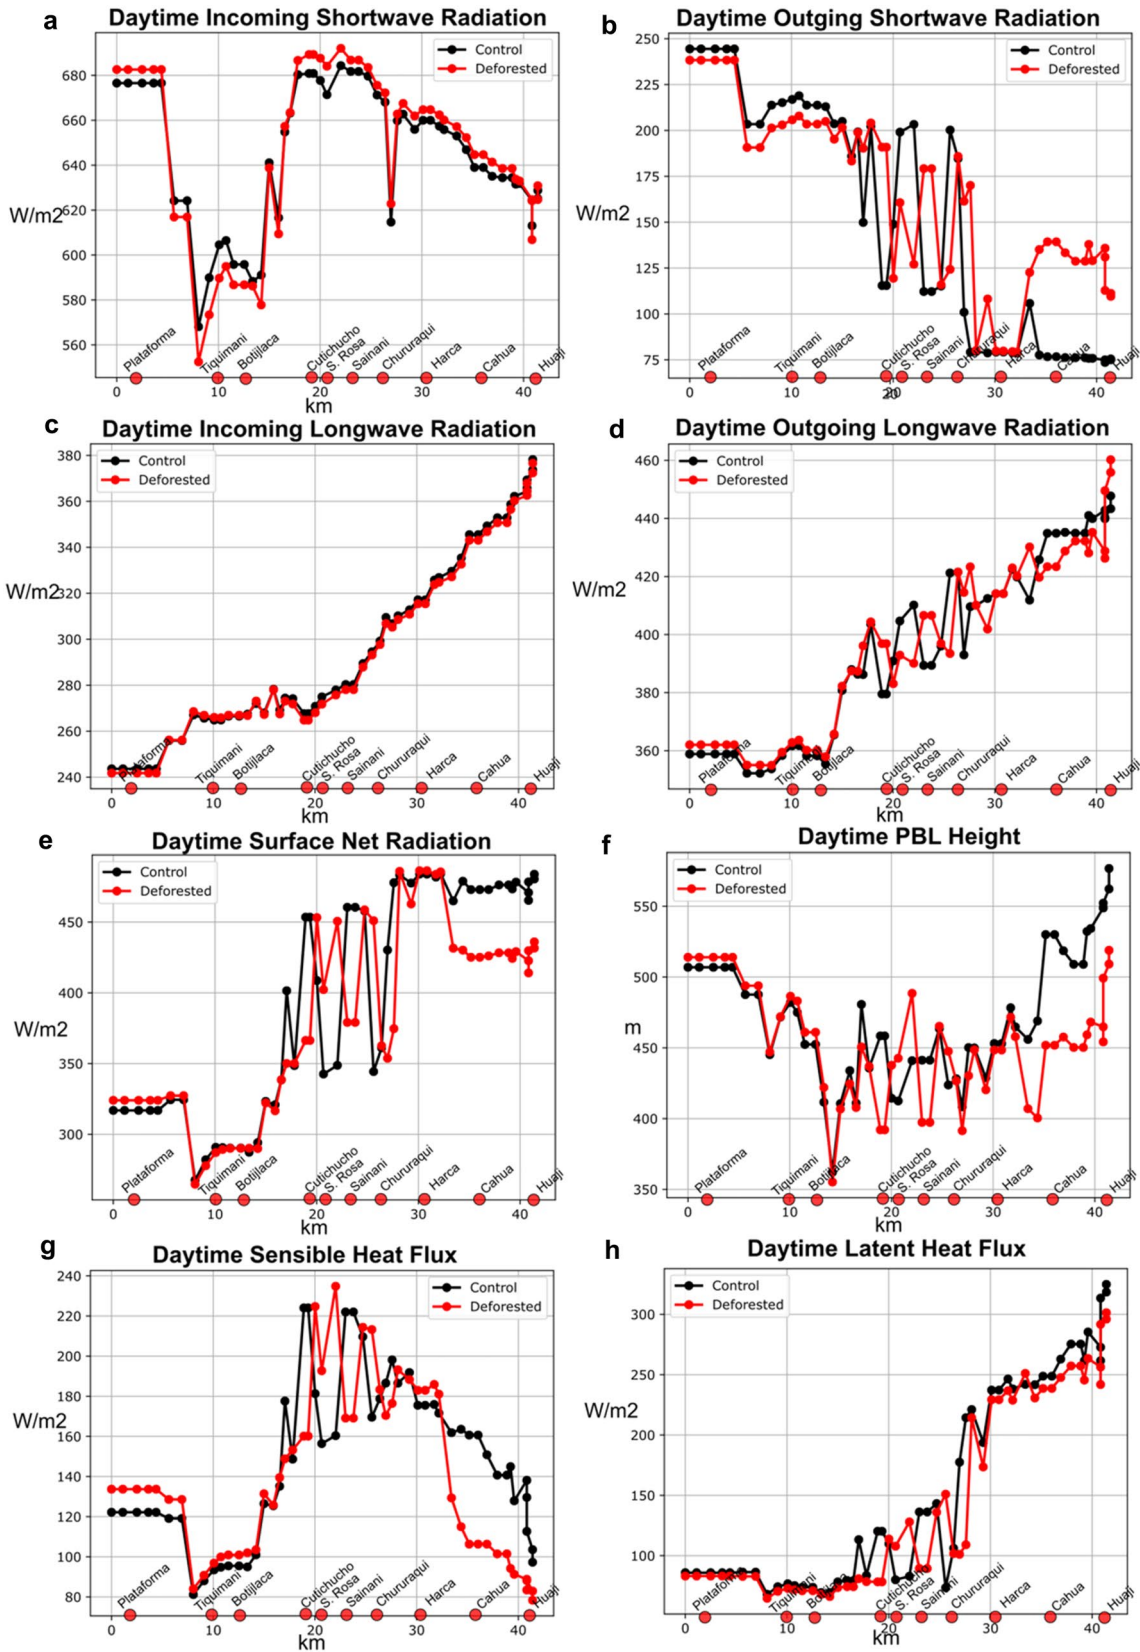 a
Daytime Incoming Shortwave Radiation
Control
Deforested
680
660
640
W/m2
620
600
580
560
Plataforma
Tiquimani
Botijlaca
Cutichucho
S. Rosa
Sainani
Chururaqui
Harca
Cahua
Huaji
0 10 20 30 40
km
b
Daytime Outging Shortwave Radiation
Control
Deforested
250
225
200
175
W/m2
150
125
100
75
Plataforma
Tiquimani
Botijlaca
Cutichucho
S. Rosa
Sainani
Chururaqui
Harca
Cahua
Huaji
0 10 20 30 40
km
c
Daytime Incoming Longwave Radiation
Control
Deforested
380
360
340
W/m2
320
300
280
260
240
Plataforma
Tiquimani
Botijlaca
Cutichucho
S. Rosa
Sainani
Chururaqui
Harca
Cahua
Huaji
0 10 20 30 40
km
d
Daytime Outgoing Longwave Radiation
Control
Deforested
460
440
420
W/m2
400
380
360
Plataforma
Tiquimani
Botijlaca
Cutichucho
S. Rosa
Sainani
Chururaqui
Harca
Cahua
Huaji
0 10 20 30 40
km
e
Daytime Surface Net Radiation
Control
Deforested
450
400
W/m2
350
300
Plataforma
Tiquimani
Botijlaca
Cutichucho
S. Rosa
Sainani
Chururaqui
Harca
Cahua
Huaji
0 10 20 30 40
km
f
Daytime PBL Height
Control
Deforested
550
500
m
450
400
350
Plataforma
Tiquimani
Botijlaca
Cutichucho
S. Rosa
Sainani
Chururaqui
Harca
Cahua
Huaji
0 10 20 30 40
km
g
Daytime Sensible Heat Flux
Control
Deforested
240
220
200
180
W/m2
160
140
120
100
80
Plataforma
Tiquimani
Botijlaca
Cutichucho
S. Rosa
Sainani
Chururaqui
Harca
Cahua
Huaji
0 10 20 30 40
km
h
Daytime Latent Heat Flux
Control
Deforested
300
250
W/m2
200
150
100
Plataforma
Tiquimani
Botijlaca
Cutichucho
S. Rosa
Sainani
Chururaqui
Harca
Cahua
Huaji
0 10 20 30 40
km